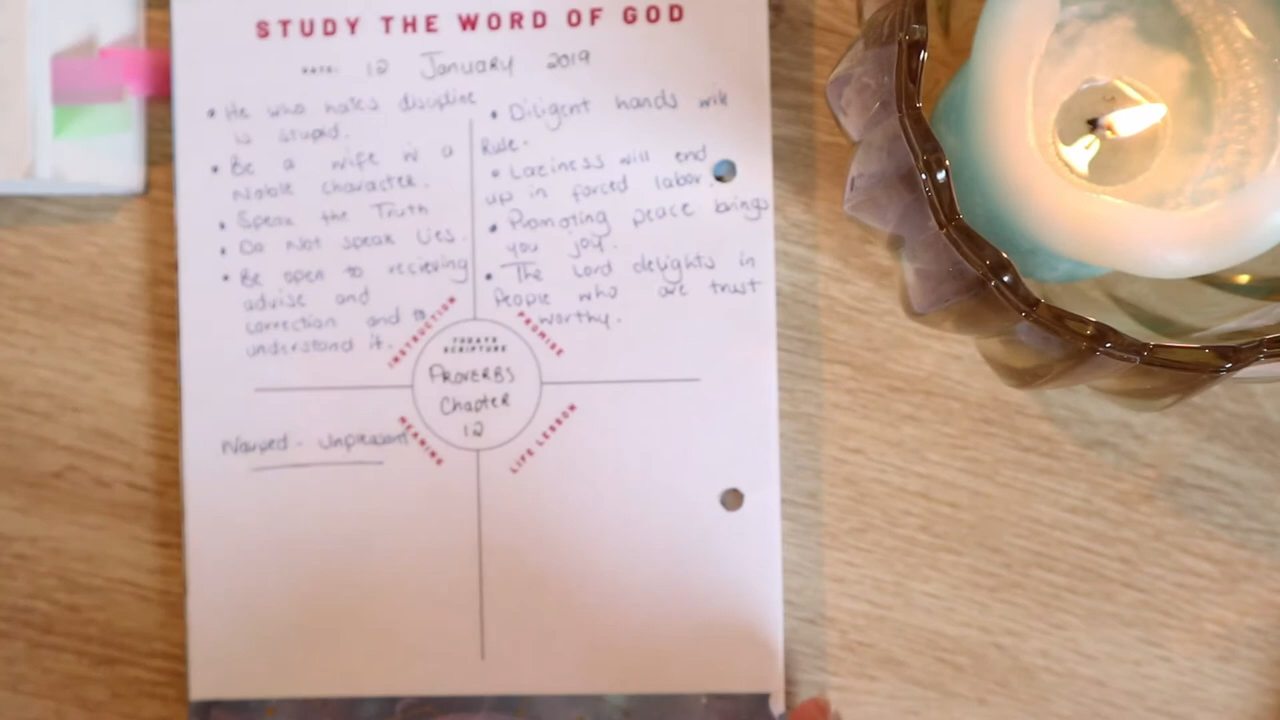 STUDY THE WORD OF GOD
DATE: 12 January 2019
• He who hates discipline
is stupid.
• Be a wife in a
Noble character.
• Speak the Truth
• Do Not speak Lies.
• Be open to recieving
advise and
correction and to
understand it.
• Diligent hands will
Rule.
• Laziness will end
up in forced labor.
• Promoting peace brings
you joy.
• The Lord delights in
People who are trust
worthy.
INSTRUCTION
PROMISE
TODAYS
SCRIPTURE
PROVERBS
Chapter
12
MEANING
LIFE LESSON
Warped - Unpleasant